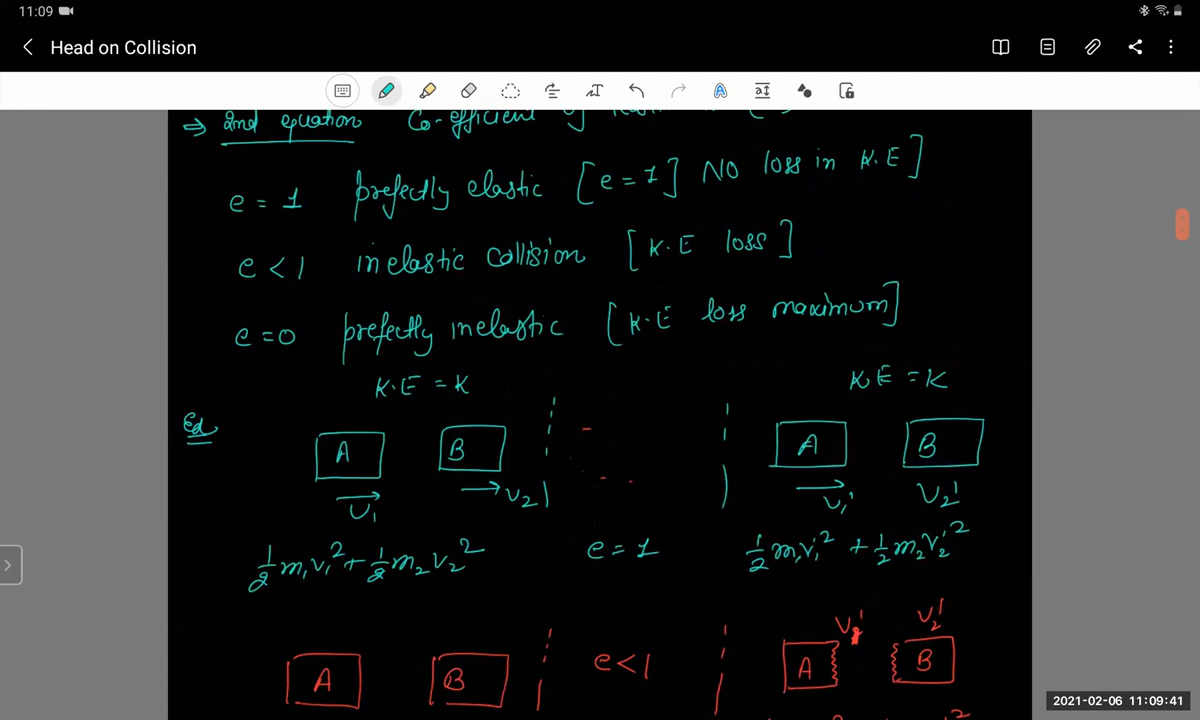 11:09
Head on Collision
⇒ 2nd equation Co-efficient of
e = 1 prefectly elastic [e = 1] NO loss in K.E]
e < 1 inelastic collision [K.E loss]
e = 0 prefectly inelastic [K.E loss maximum]
K.E = K K.E = K
A B A B
v₁ v₂ v₁' v₂'
½ m₁v₁² + ½ m₂v₂² e = 1 ½ m₁v₁'² + ½ m₂v₂'²
v₂'
A B e < 1 A B
2021-02-06 11:09:41